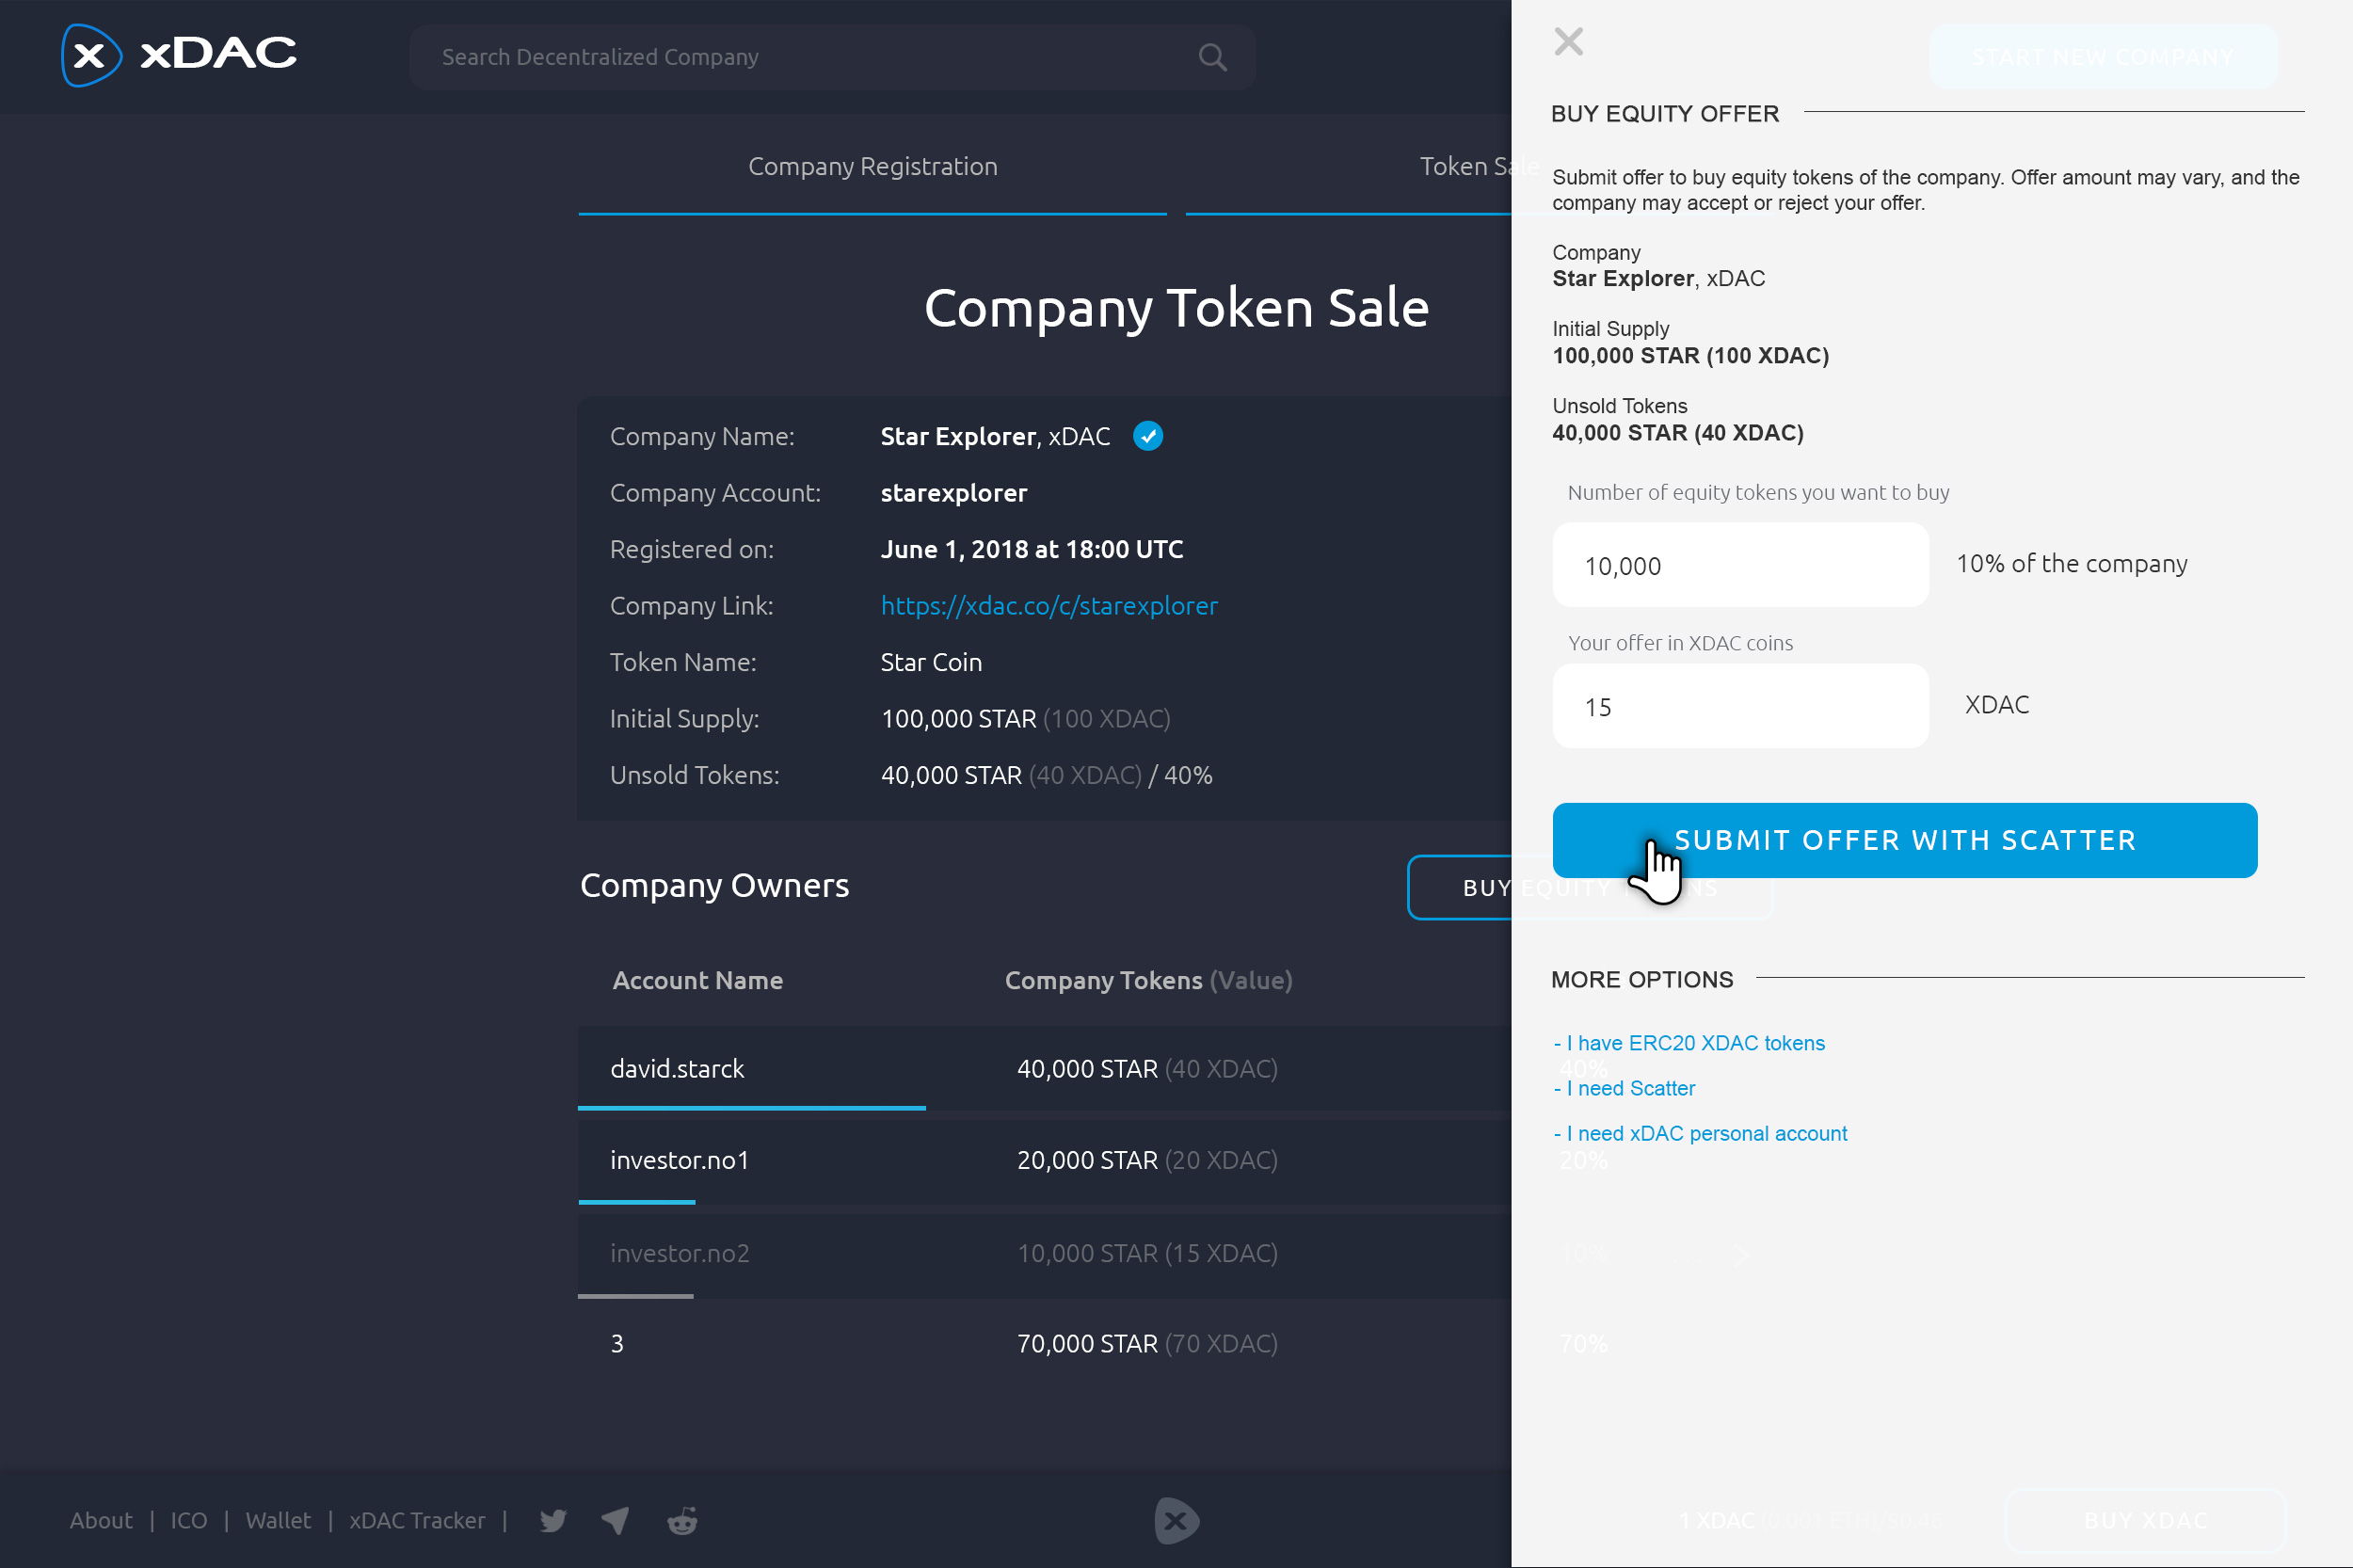 x xDAC
Search Decentralized Company
START NEW COMPANY
Company Registration
Token Sale
Company Token Sale
Company Name: Star Explorer, xDAC
Company Account: starexplorer
Registered on: June 1, 2018 at 18:00 UTC
Company Link: https://xdac.co/c/starexplorer
Token Name: Star Coin
Initial Supply: 100,000 STAR (100 XDAC)
Unsold Tokens: 40,000 STAR (40 XDAC) / 40%
Company Owners
BUY EQUITY
Account Name Company Tokens (Value)
david.starck 40,000 STAR (40 XDAC) 40%
investor.no1 20,000 STAR (20 XDAC) 20%
investor.no2 10,000 STAR (15 XDAC) 10%
3 70,000 STAR (70 XDAC) 70%
About | ICO | Wallet | xDAC Tracker |
x
1 XDAC
BUY XDAC
BUY EQUITY OFFER
Submit offer to buy equity tokens of the company. Offer amount may vary, and the
company may accept or reject your offer.
Company
Star Explorer, xDAC
Initial Supply
100,000 STAR (100 XDAC)
Unsold Tokens
40,000 STAR (40 XDAC)
Number of equity tokens you want to buy
10,000 10% of the company
Your offer in XDAC coins
15 XDAC
SUBMIT OFFER WITH SCATTER
MORE OPTIONS
- I have ERC20 XDAC tokens
- I need Scatter
- I need xDAC personal account